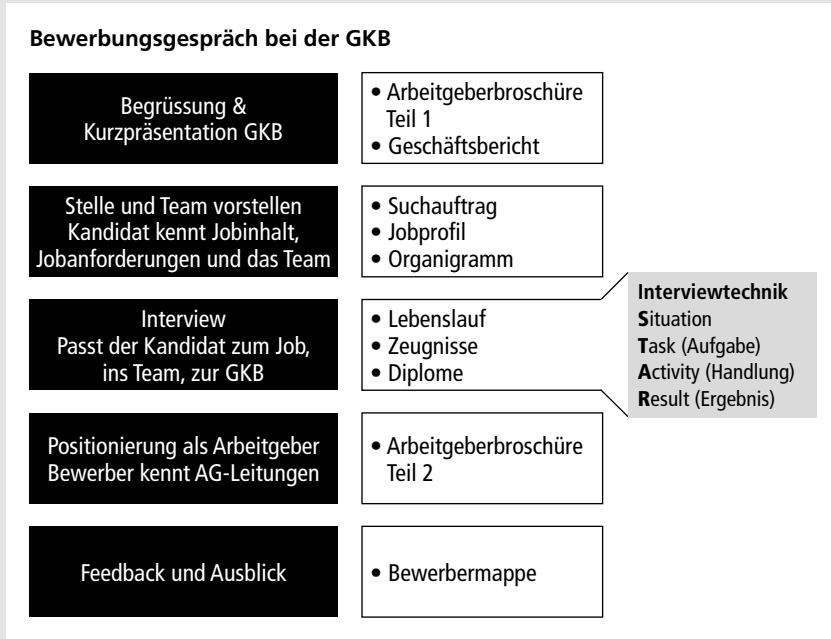 Bewerbungsgespräch bei der GKB
Begrüssung &
Kurzpräsentation GKB
• Arbeitgeberbroschüre
Teil 1
• Geschäftsbericht
Stelle und Team vorstellen
Kandidat kennt Jobinhalt,
Jobanforderungen und das Team
• Suchauftrag
• Jobprofil
• Organigramm
Interview
Passt der Kandidat zum Job,
ins Team, zur GKB
• Lebenslauf
• Zeugnisse
• Diplome
Interviewtechnik
Situation
Task (Aufgabe)
Activity (Handlung)
Result (Ergebnis)
Positionierung als Arbeitgeber
Bewerber kennt AG-Leitungen
• Arbeitgeberbroschüre
Teil 2
Feedback und Ausblick
• Bewerbermappe